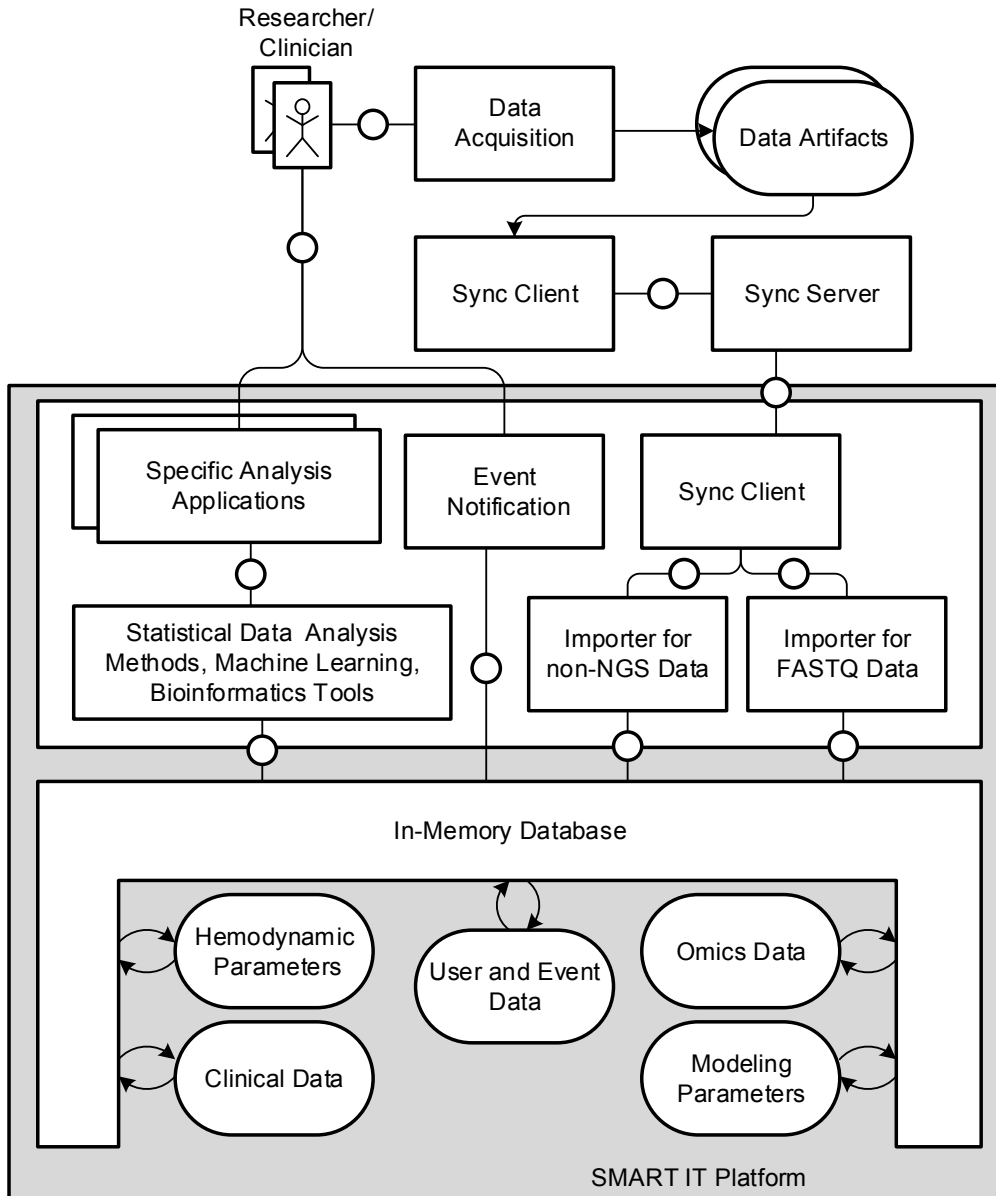 Researcher/
Clinician
Data
Acquisition
Data Artifacts
Sync Client
Sync Server
Specific Analysis
Applications
Event
Notification
Sync Client
Statistical Data Analysis
Methods, Machine Learning,
Bioinformatics Tools
Importer for
non-NGS Data
Importer for
FASTQ Data
In-Memory Database
Hemodynamic
Parameters
User and Event
Data
Omics Data
Clinical Data
Modeling
Parameters
SMART IT Platform